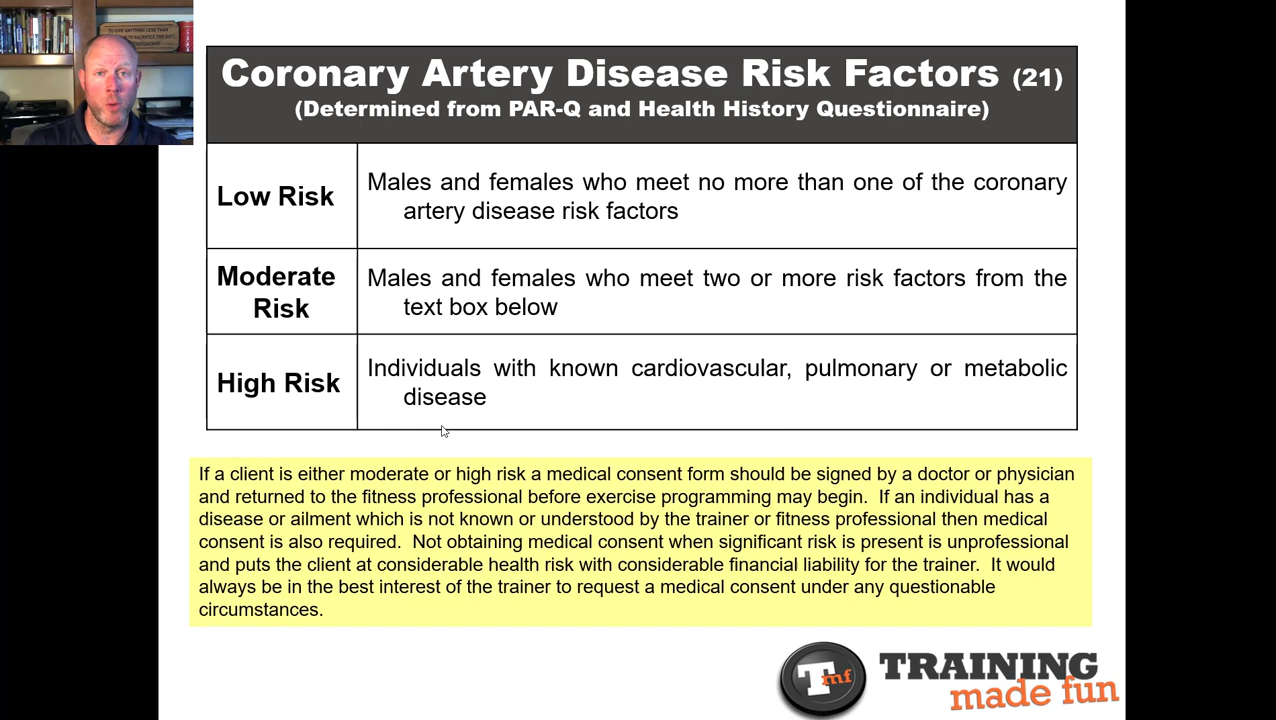 Coronary Artery Disease Risk Factors (21)
(Determined from PAR-Q and Health History Questionnaire)
Low Risk
Males and females who meet no more than one of the coronary
artery disease risk factors
Moderate
Risk
Males and females who meet two or more risk factors from the
text box below
High Risk
Individuals with known cardiovascular, pulmonary or metabolic
disease
If a client is either moderate or high risk a medical consent form should be signed by a doctor or physician
and returned to the fitness professional before exercise programming may begin.  If an individual has a
disease or ailment which is not known or understood by the trainer or fitness professional then medical
consent is also required.  Not obtaining medical consent when significant risk is present is unprofessional
and puts the client at considerable health risk with considerable financial liability for the trainer.  It would
always be in the best interest of the trainer to request a medical consent under any questionable
circumstances.
Tmf
TRAINING
made fun